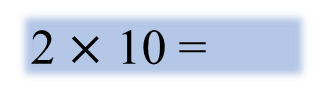 2 × 10 =